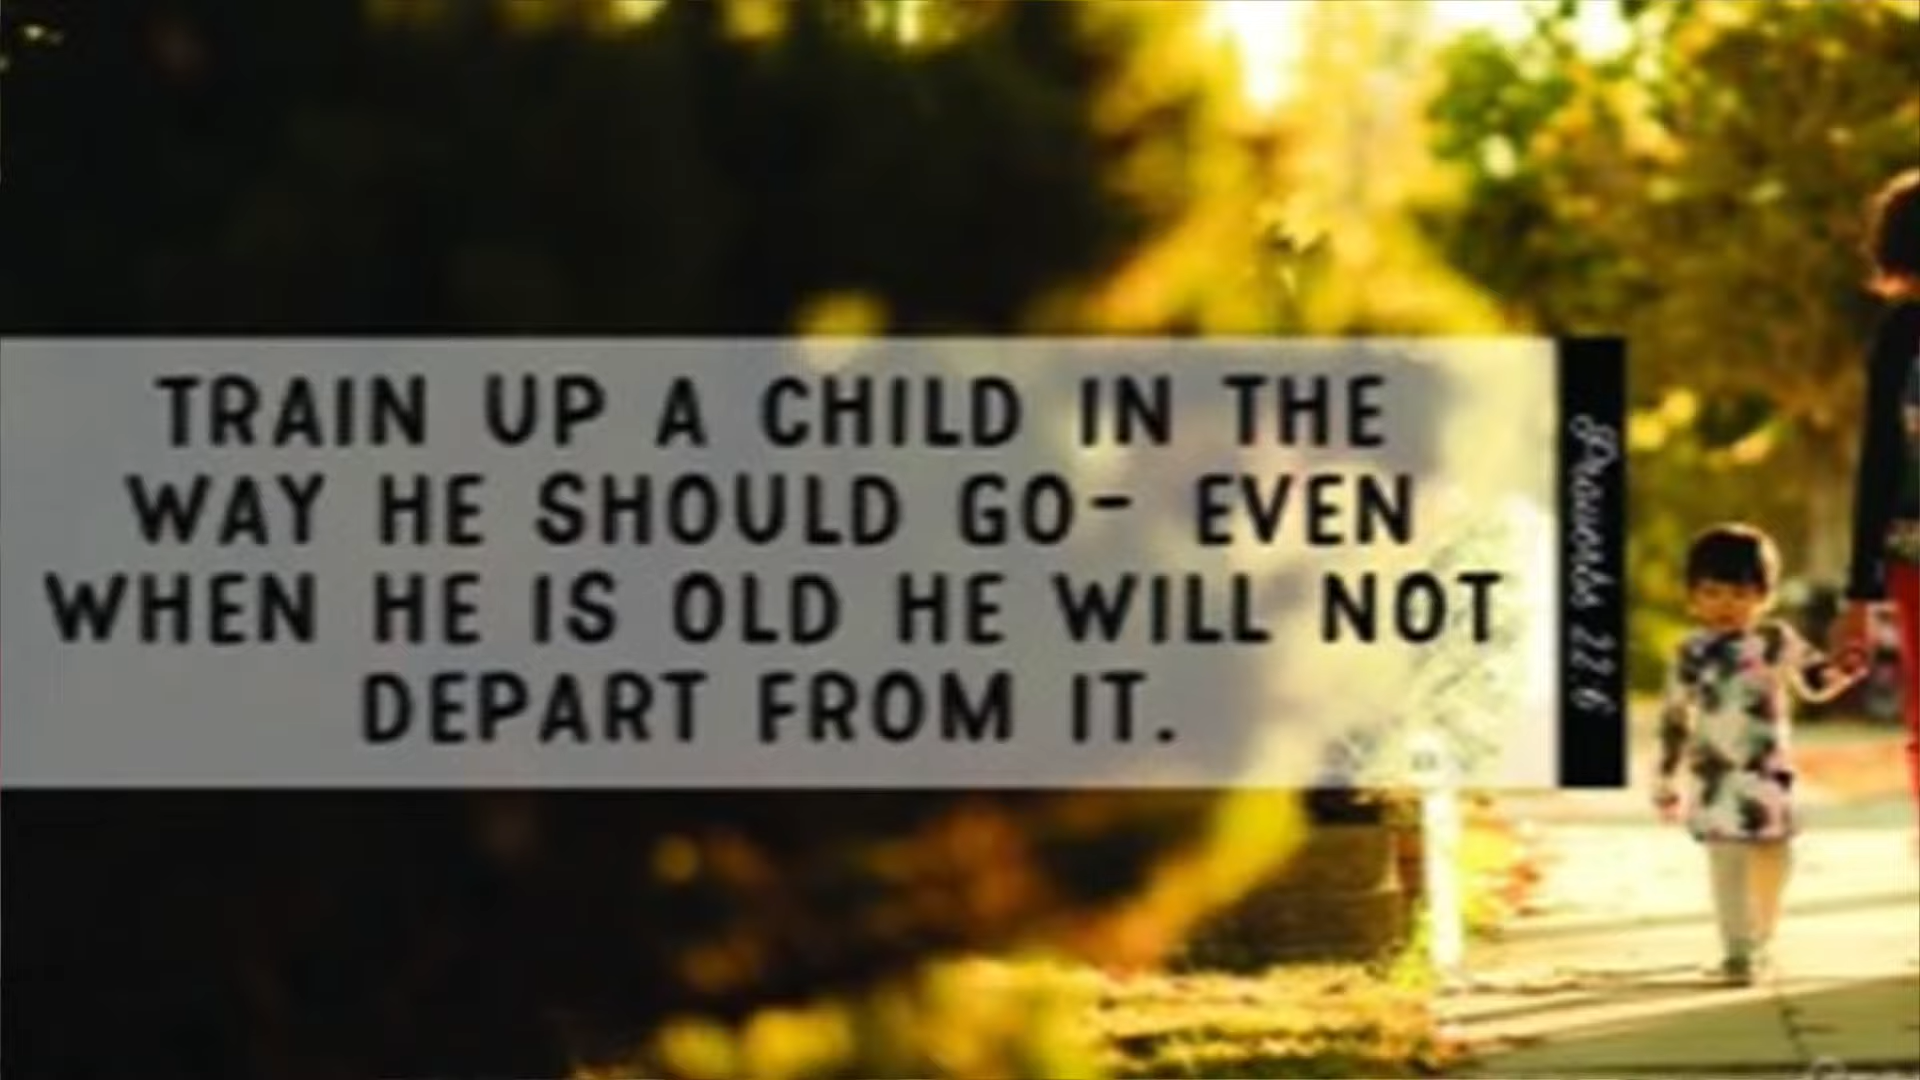 TRAIN UP A CHILD IN THE
WAY HE SHOULD GO- EVEN
WHEN HE IS OLD HE WILL NOT
DEPART FROM IT.
Proverbs 22 6